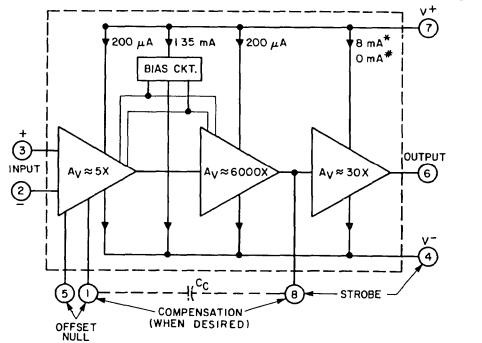 V+
7
200 μA
1.35 mA
200 μA
8 mA*
0 mA#
BIAS CKT.
+
3
INPUT
2
−
AV ≈ 5X
AV ≈ 6000X
AV ≈ 30X
OUTPUT
6
V−
4
5
1
CC
8
STROBE
OFFSET
NULL
COMPENSATION
(WHEN DESIRED)